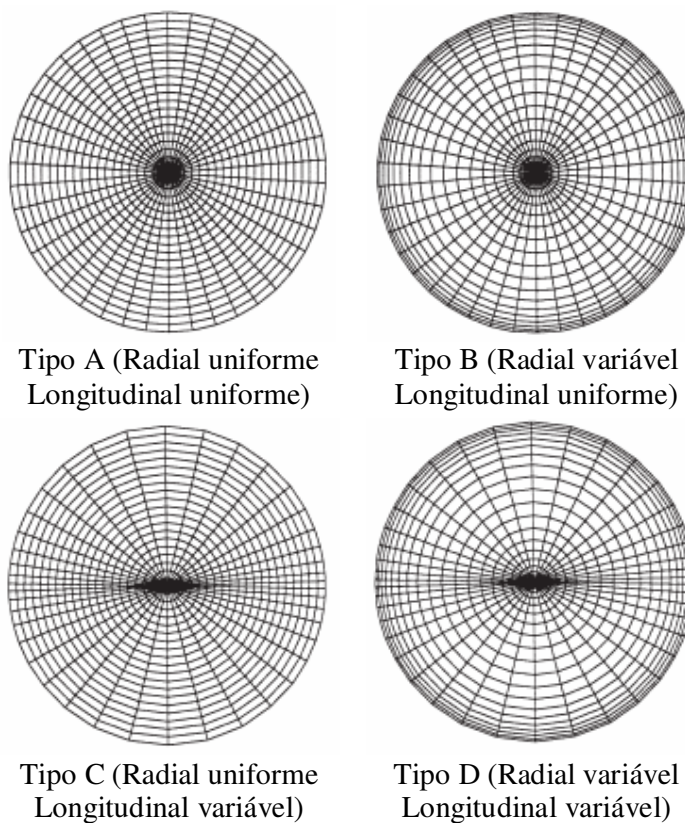 Tipo A (Radial uniforme
Longitudinal uniforme)
Tipo B (Radial variável
Longitudinal uniforme)
Tipo C (Radial uniforme
Longitudinal variável)
Tipo D (Radial variável
Longitudinal variável)